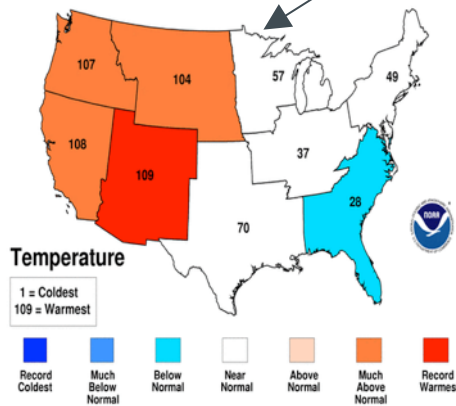 107
104
57
49
108
109
37
28
70
NOAA
Temperature
1 = Coldest
109 = Warmest
Record Coldest
Much Below Normal
Below Normal
Near Normal
Above Normal
Much Above Normal
Record Warmes